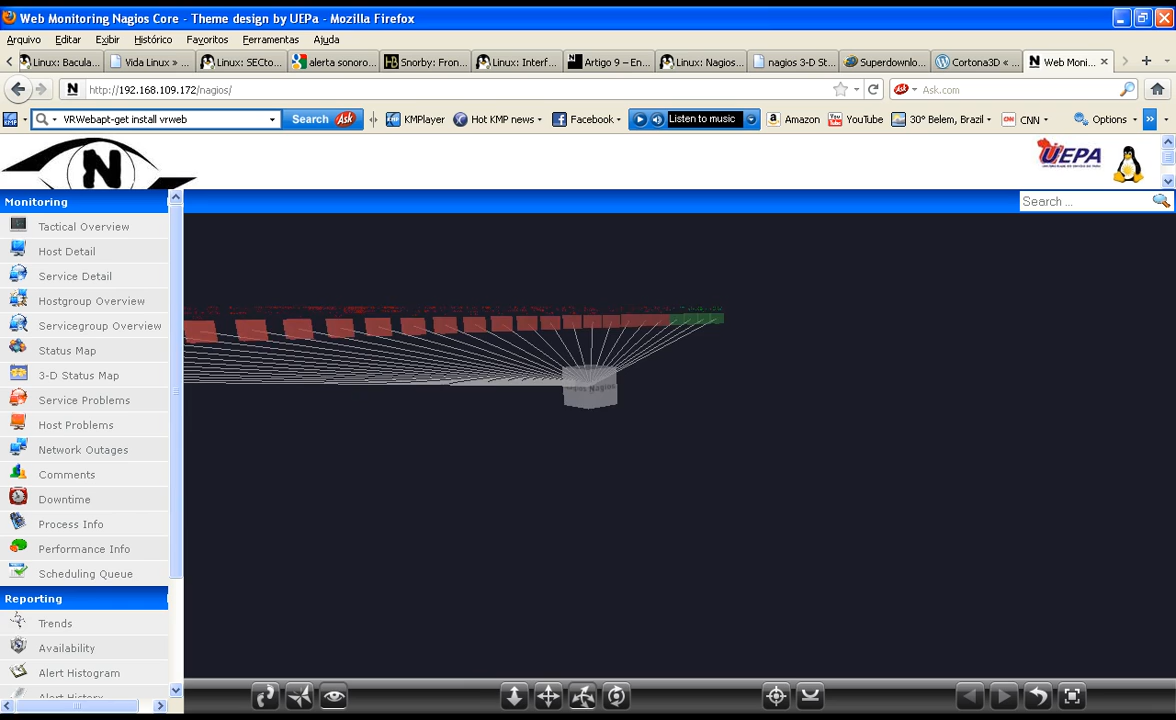 Web Monitoring Nagios Core - Theme design by UEPa - Mozilla Firefox
Arquivo Editar Exibir Histórico Favoritos Ferramentas Ajuda
Linux: Bacula... Vida Linux » ... Linux: SECto... alerta sonoro... Snorby: Fron... Linux: Interf... Artigo 9 – En... Linux: Nagios... nagios 3-D St... Superdownlo... Cortona3D « ... Web Moni...
http://192.168.109.172/nagios/ Ask.com
VRWebapt-get install vrweb Search Ask KMPlayer Hot KMP news Facebook Listen to music Amazon YouTube 30° Belem, Brazil CNN Options »
N UEPA
Monitoring
Search ...
Tactical Overview
Host Detail
Service Detail
Hostgroup Overview
Servicegroup Overview
Status Map
3-D Status Map
Service Problems
Host Problems
Network Outages
Comments
Downtime
Process Info
Performance Info
Scheduling Queue
Reporting
Trends
Availability
Alert Histogram
Alert History
Nagios